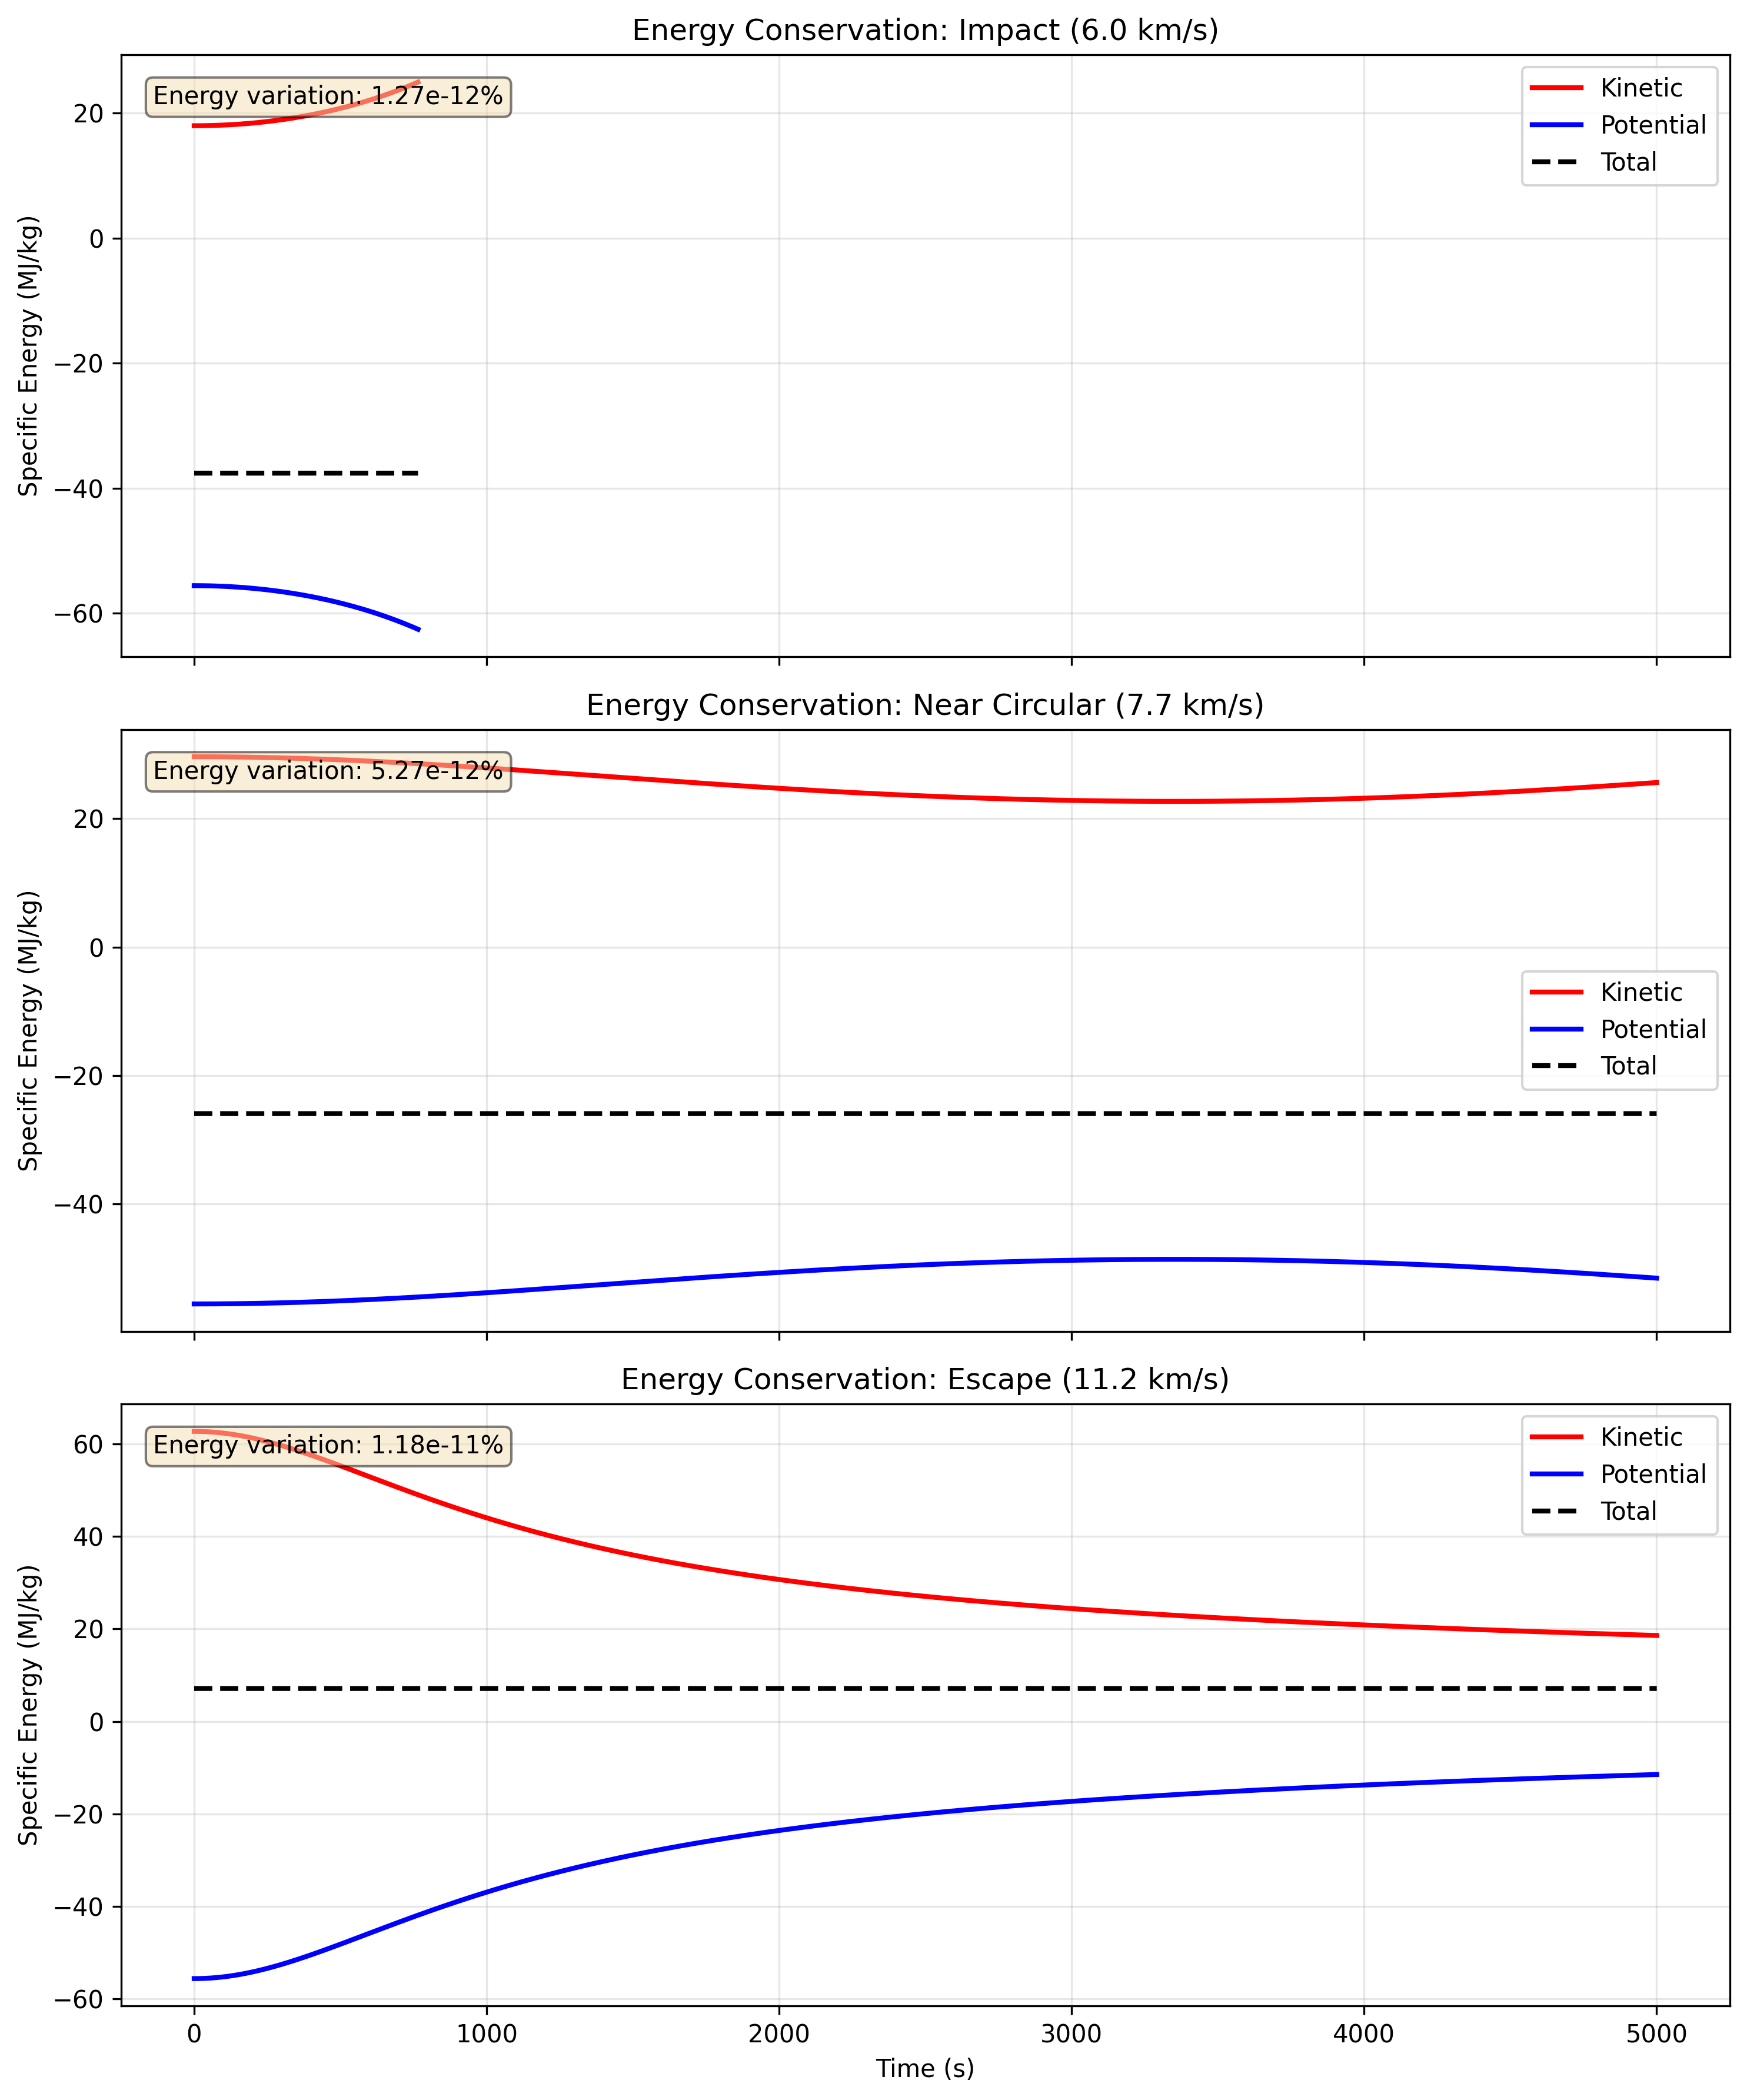 Energy Conservation: Impact (6.0 km/s)
Energy variation: 1.27e-12%
Kinetic
Potential
Total
20
0
−20
−40
−60
Specific Energy (MJ/kg)
Energy Conservation: Near Circular (7.7 km/s)
Energy variation: 5.27e-12%
Kinetic
Potential
Total
20
0
−20
−40
Specific Energy (MJ/kg)
Energy Conservation: Escape (11.2 km/s)
Energy variation: 1.18e-11%
Kinetic
Potential
Total
60
40
20
0
−20
−40
−60
Specific Energy (MJ/kg)
0 1000 2000 3000 4000 5000
Time (s)